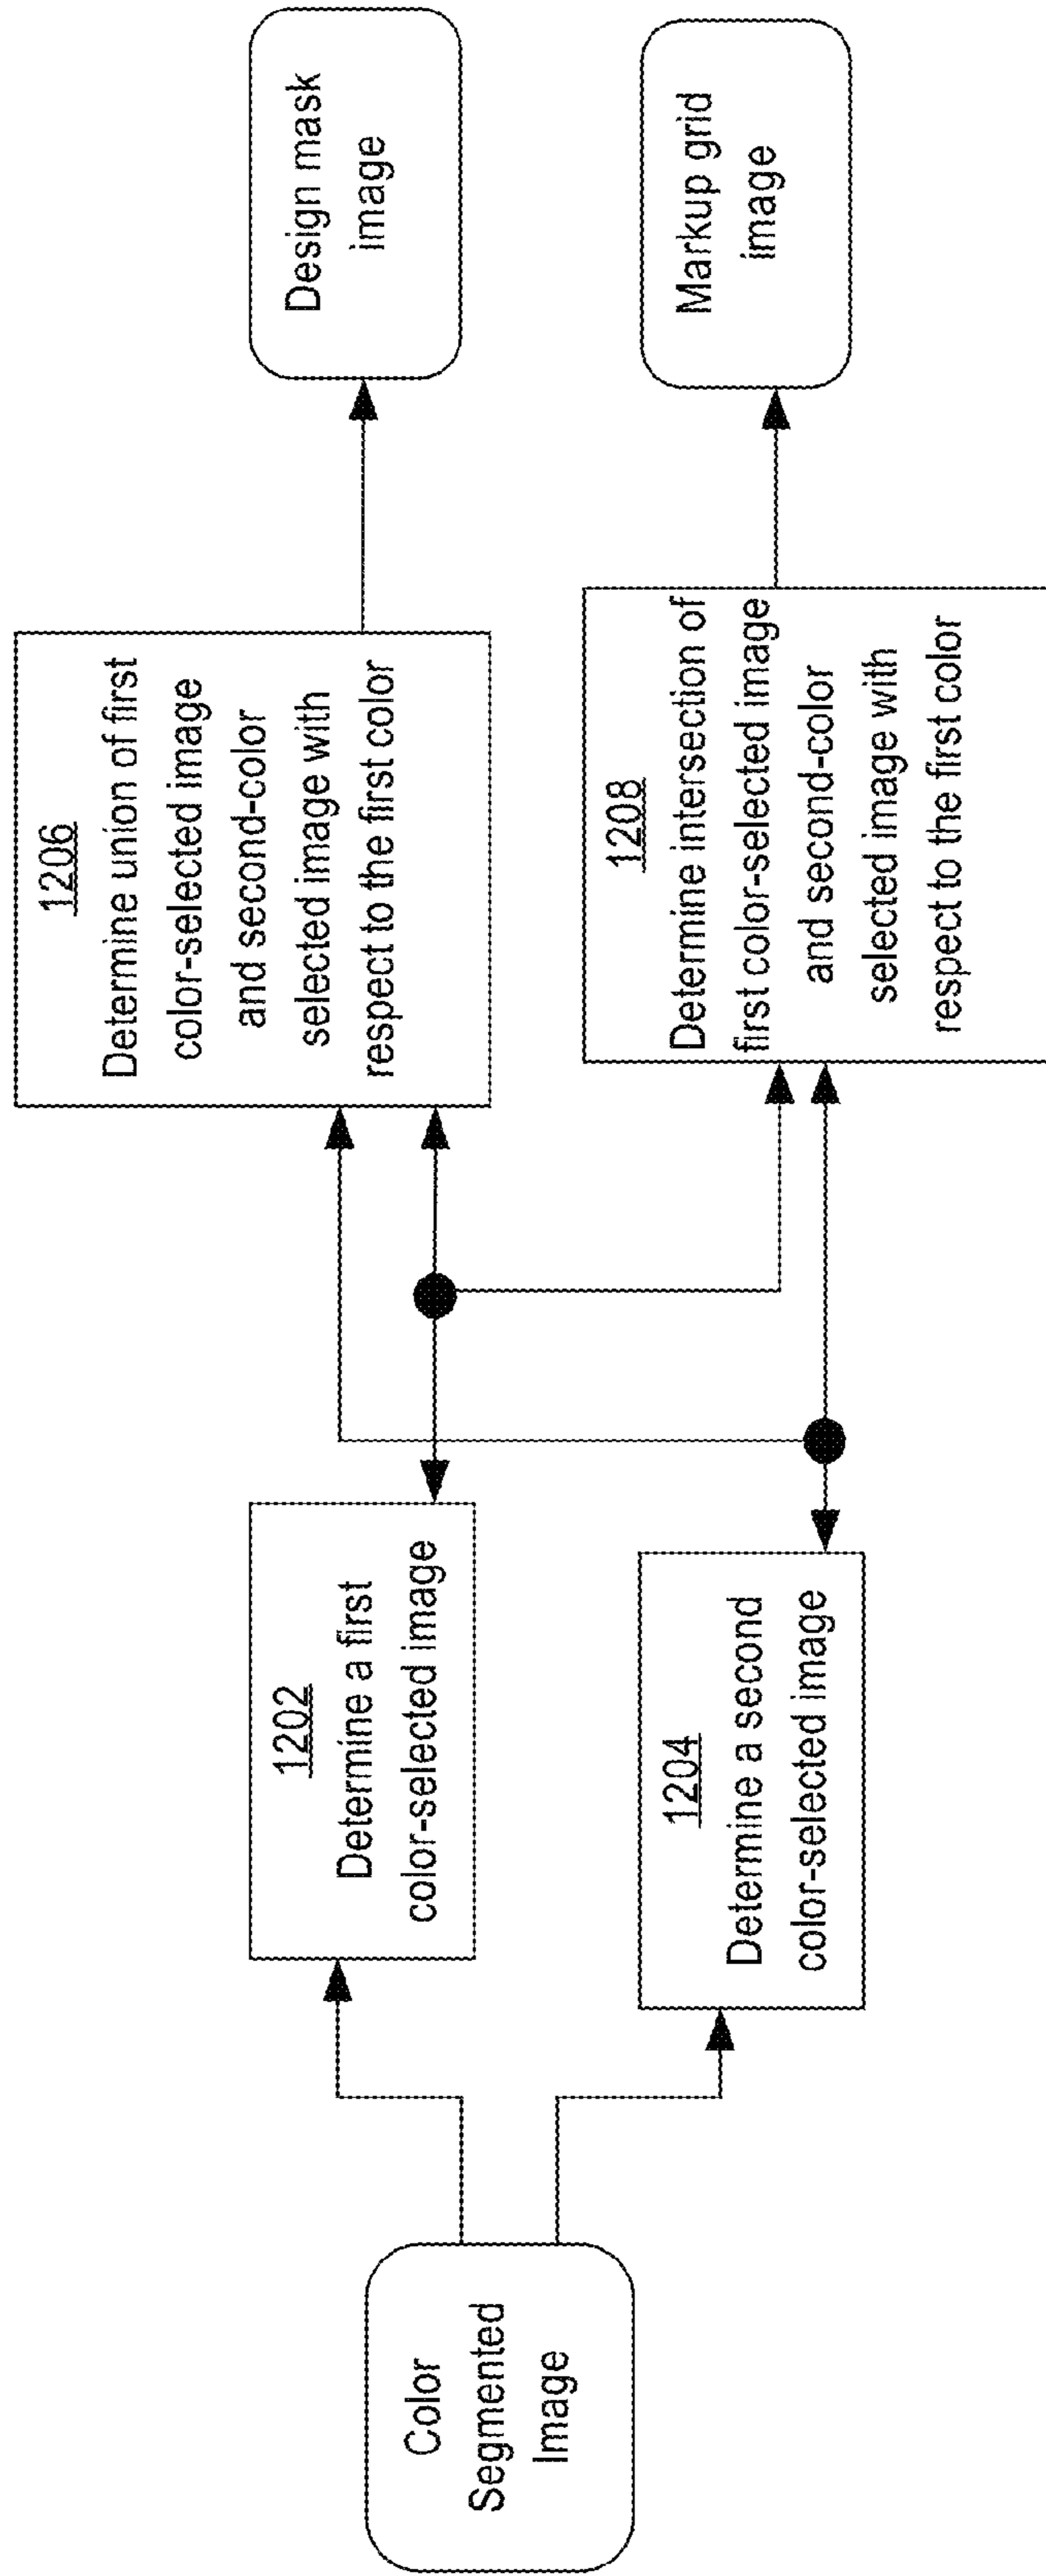 Color
Segmented
Image
1202
Determine a first
color-selected image
1204
Determine a second
color-selected image
1206
Determine union of first
color-selected image
and second-color
selected image with
respect to the first color
1208
Determine intersection of
first color-selected image
and second-color
selected image with
respect to the first color
Design mask
image
Markup grid
image